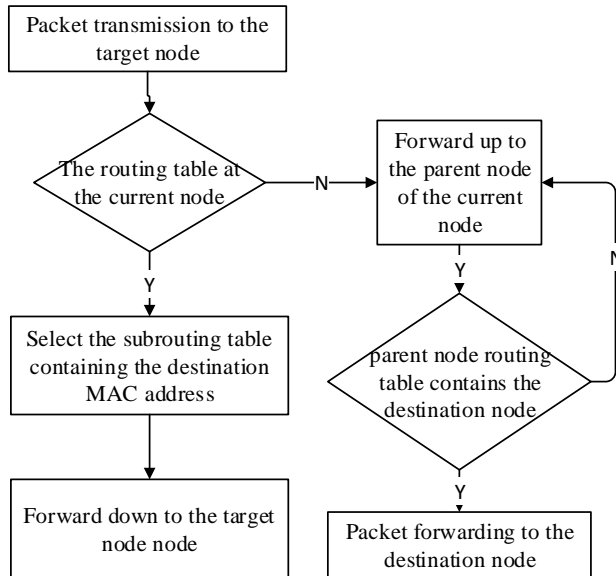 Packet transmission to the
target node
The routing table at
the current node
N
Forward up to
the parent node
of the current
node
Y
Y
N
Select the subrouting table
containing the destination
MAC address
parent node routing
table contains the
destination node
Y
Forward down to the target
node node
Packet forwarding to the
destination node